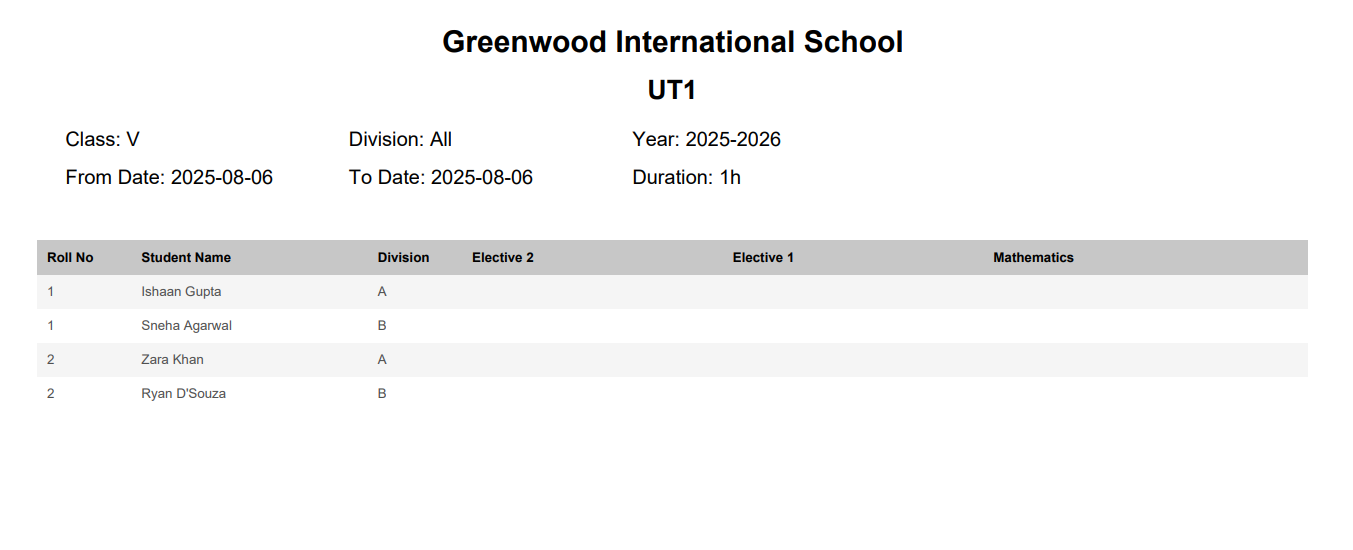 Greenwood International School
UT1
Class: V Division: All Year: 2025-2026
From Date: 2025-08-06 To Date: 2025-08-06 Duration: 1h
Roll No Student Name Division Elective 2 Elective 1 Mathematics
1 Ishaan Gupta A
1 Sneha Agarwal B
2 Zara Khan A
2 Ryan D'Souza B